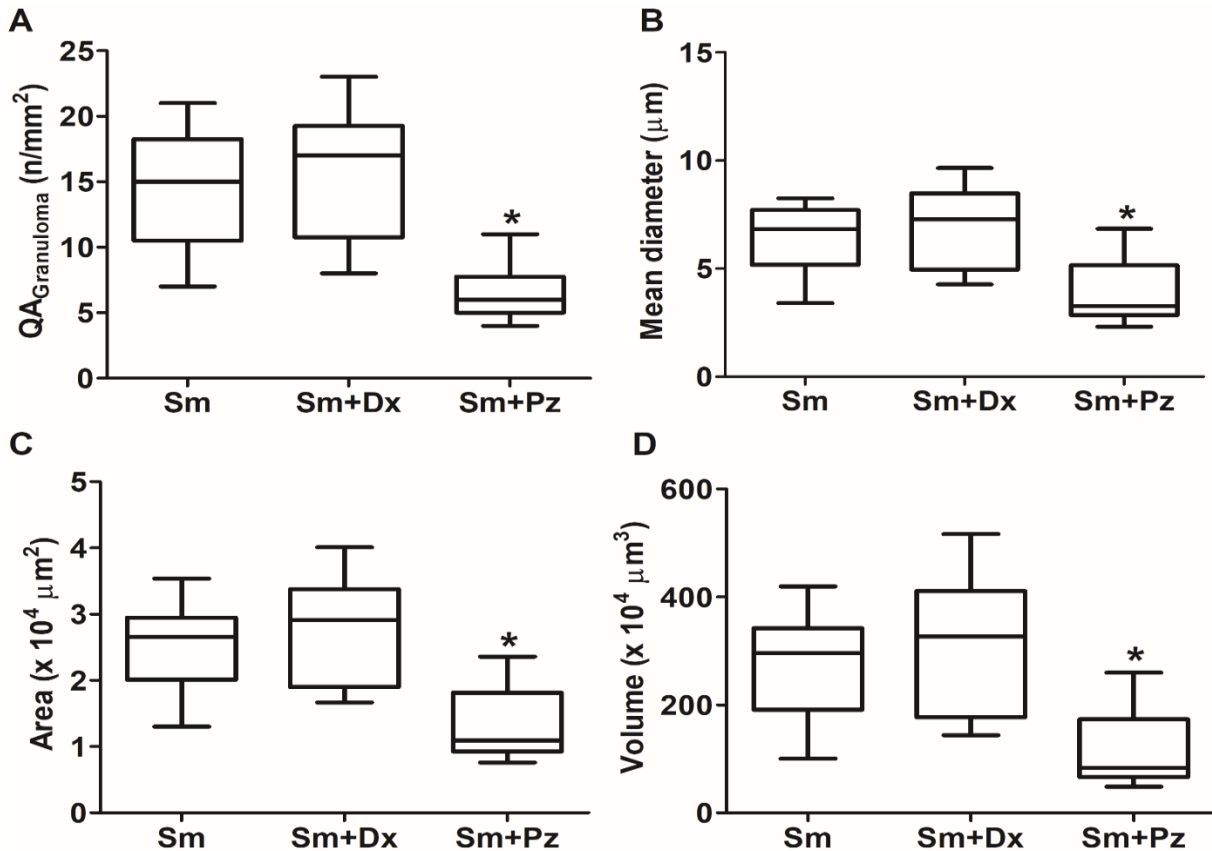 A
QA_Granuloma (n/mm²)
25
20
15
10
5
0
*
Sm
Sm+Dx
Sm+Pz
B
Mean diameter (µm)
15
10
5
0
*
Sm
Sm+Dx
Sm+Pz
C
Area (x 10⁴ µm²)
5
4
3
2
1
0
*
Sm
Sm+Dx
Sm+Pz
D
Volume (x 10⁴ µm³)
600
400
200
0
*
Sm
Sm+Dx
Sm+Pz